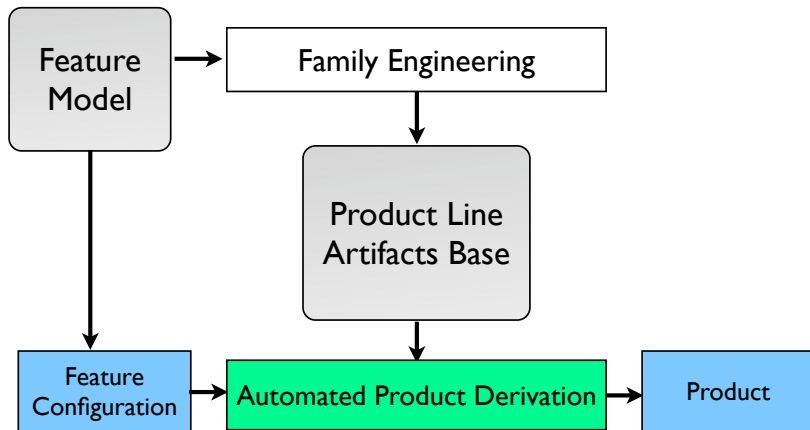 Feature
Model
Family Engineering
Product Line
Artifacts Base
Feature
Configuration
Automated Product Derivation
Product